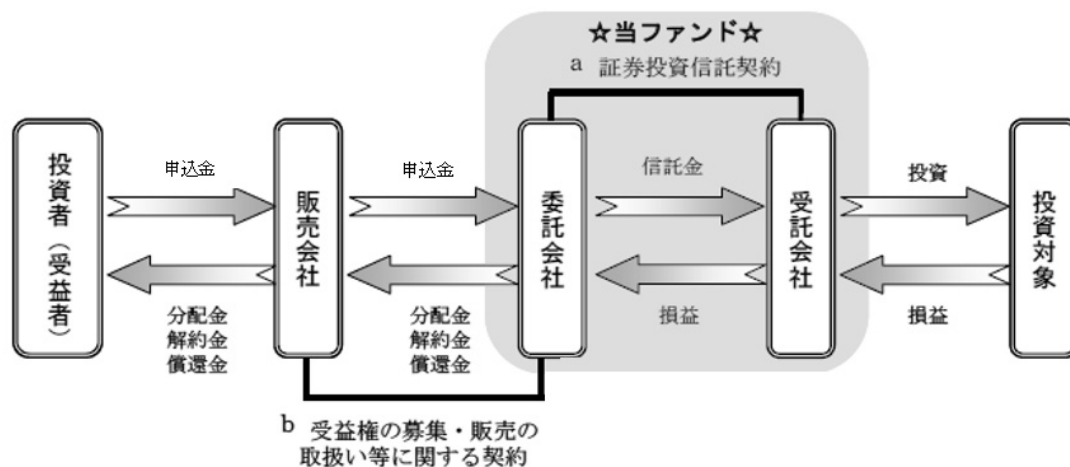 ☆当ファンド☆
a 証券投資信託契約
投資者（受益者）
申込金
販売会社
申込金
委託会社
信託金
受託会社
投資
投資対象
分配金
解約金
償還金
分配金
解約金
償還金
損益
損益
b 受益権の募集・販売の
取扱い等に関する契約